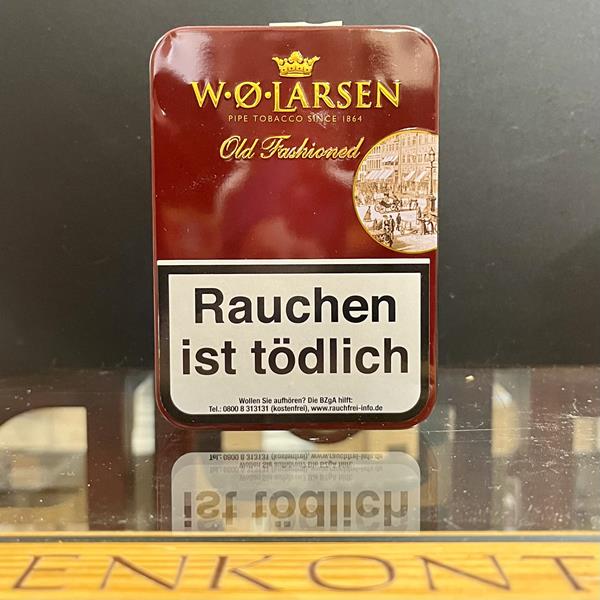 W·Ø·LARSEN
PIPE TOBACCO SINCE 1864
Old Fashioned
Rauchen
ist tödlich
Wollen Sie aufhören? Die BZgA hilft:
Tel.: 0800 8 313131 (kostenfrei), www.rauchfrei-info.de
ENKONT